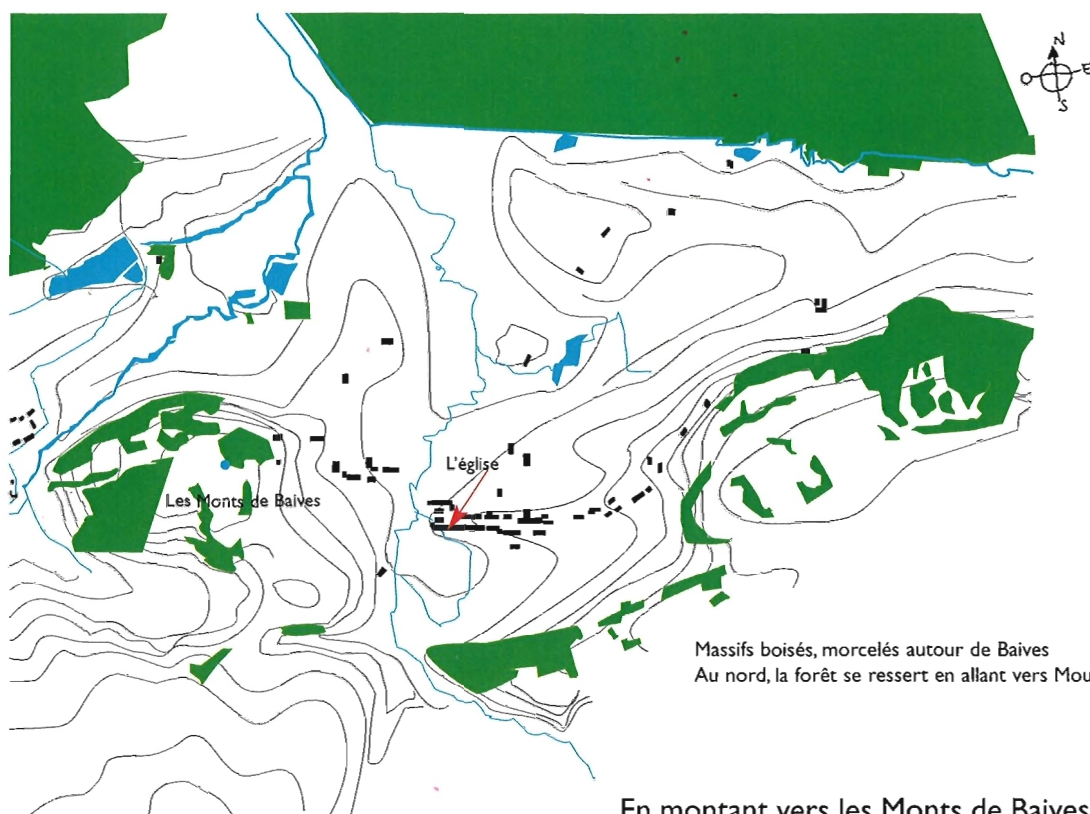 N
O
E
S
L'église
Les Monts de Baives
Massifs boisés, morcelés autour de Baives
Au nord, la forêt se ressert en allant vers Mou
En montant vers les Monts de Baives